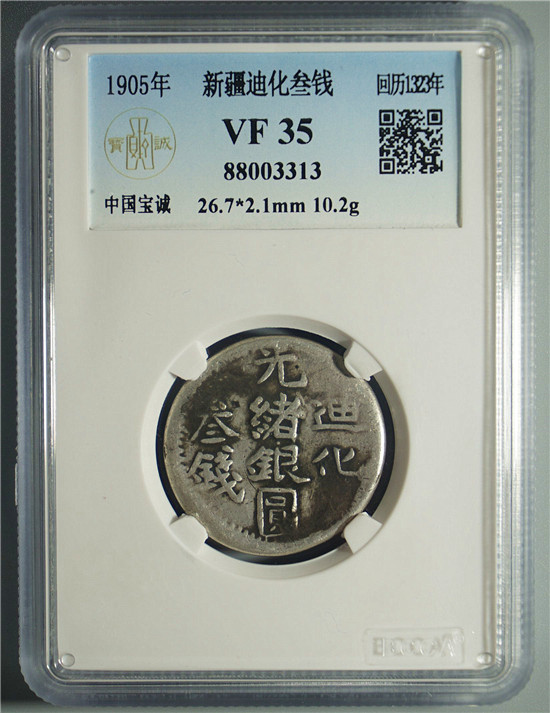 1905年 新疆迪化叁钱 回历1323年
寶 誠
VF 35
88003313
中国宝诚 26.7*2.1mm 10.2g
迪化
光緒銀圓
叁錢